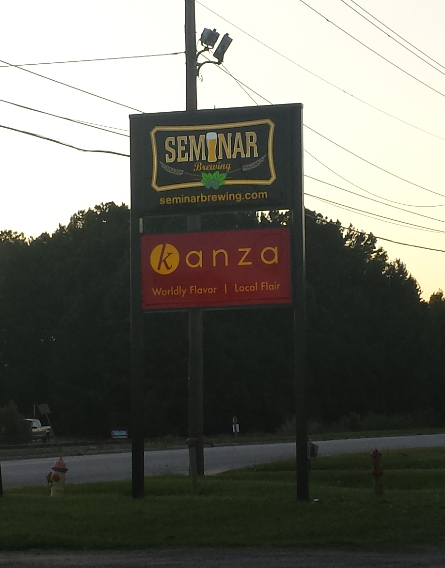 SEMINAR
Brewing
seminarbrewing.com
kanza
Worldly Flavor | Local Flair